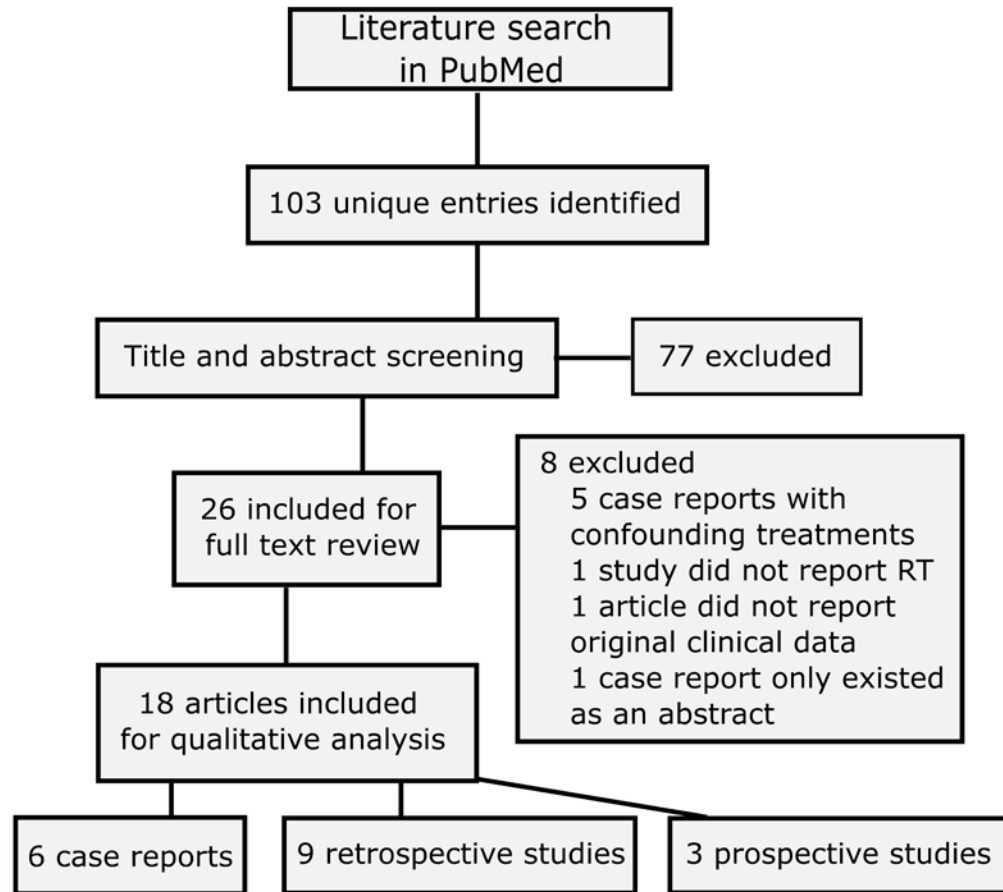 Literature search
in PubMed
103 unique entries identified
Title and abstract screening
77 excluded
26 included for
full text review
8 excluded
5 case reports with
confounding treatments
1 study did not report RT
1 article did not report
original clinical data
1 case report only existed
as an abstract
18 articles included
for qualitative analysis
6 case reports
9 retrospective studies
3 prospective studies